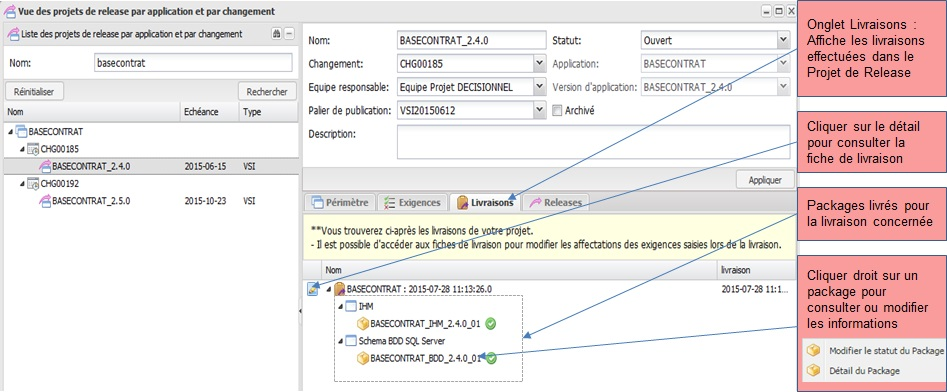 Vue des projets de release par application et par changement
Liste des projets de release par application et par changement
Nom:
basecontrat
Réinitialiser
Rechercher
Nom
Echéance
Type
BASECONTRAT
CHG00185
BASECONTRAT_2.4.0
2015-06-15
VSI
CHG00192
BASECONTRAT_2.5.0
2015-10-23
VSI
Nom:
BASECONTRAT_2.4.0
Statut:
Ouvert
Changement:
CHG00185
Application:
BASECONTRAT
Equipe responsable:
Equipe Projet DECISIONNEL
Version d'application:
BASECONTRAT_2.4.0
Palier de publication:
VSI20150612
Archivé
Description:
Appliquer
Périmètre
Exigences
Livraisons
Releases
**Vous trouverez ci-après les livraisons de votre projet.
- Il est possible d'accéder aux fiches de livraison pour modifier les affectations des exigences saisies lors de la livraison.
Nom
livraison
BASECONTRAT : 2015-07-28 11:13:26.0
2015-07-28 11:1...
IHM
BASECONTRAT_IHM_2.4.0_01
Schema BDD SQL Server
BASECONTRAT_BDD_2.4.0_01
Onglet Livraisons :
Affiche les livraisons
effectuées dans le
Projet de Release
Cliquer sur le détail
pour consulter la
fiche de livraison
Packages livrés pour
la livraison concernée
Cliquer droit sur un
package pour
consulter ou modifier
les informations
Modifier le statut du Package
Détail du Package